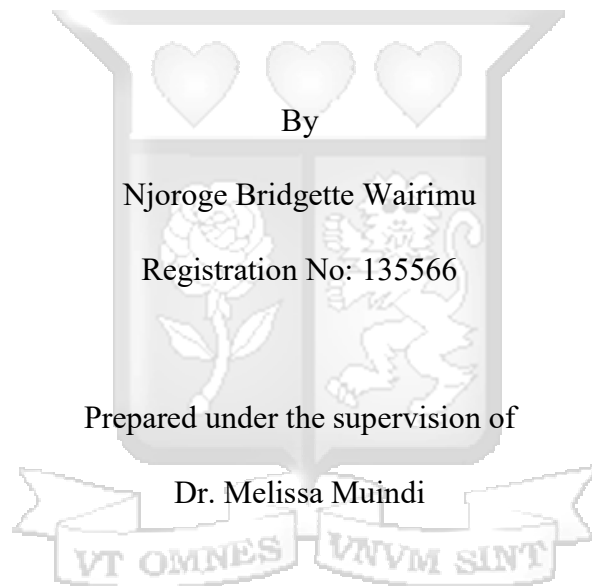 By
Njoroge Bridgette Wairimu
Registration No: 135566
Prepared under the supervision of
Dr. Melissa Muindi
VT OMNES VNVM SINT